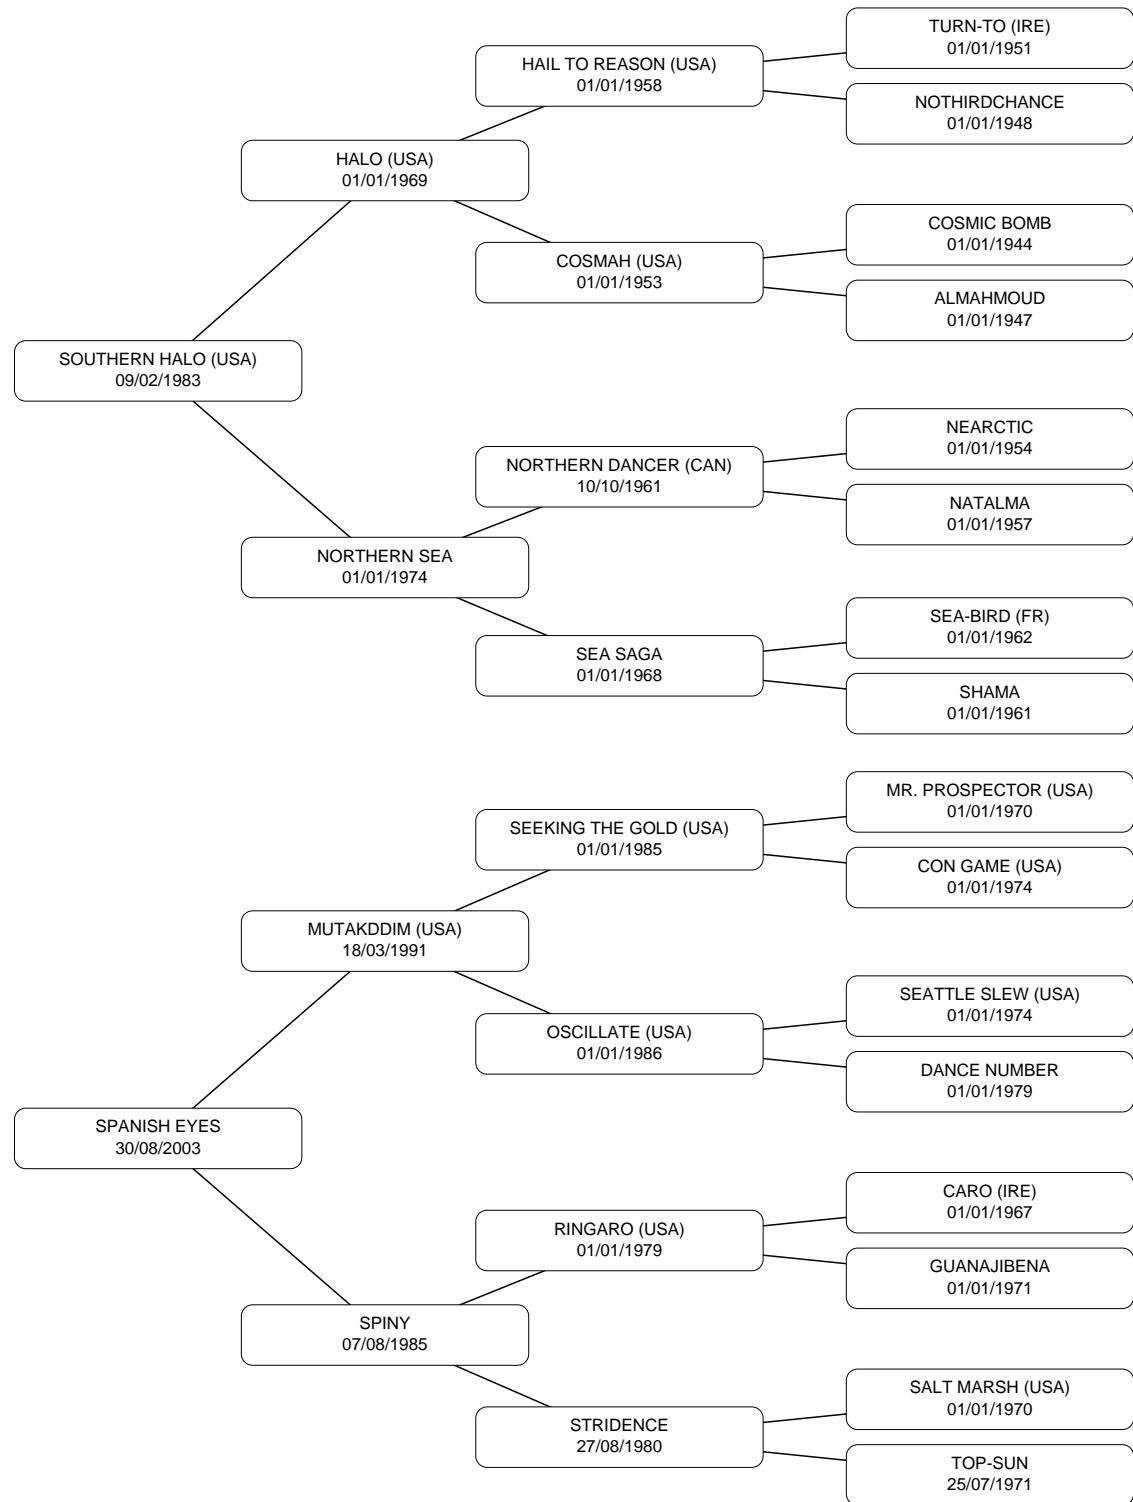 TURN-TO (IRE)
01/01/1951
HAIL TO REASON (USA)
01/01/1958
NOTHIRDCHANCE
01/01/1948
HALO (USA)
01/01/1969
COSMIC BOMB
01/01/1944
COSMAH (USA)
01/01/1953
ALMAHMOUD
01/01/1947
SOUTHERN HALO (USA)
09/02/1983
NEARCTIC
01/01/1954
NORTHERN DANCER (CAN)
10/10/1961
NATALMA
01/01/1957
NORTHERN SEA
01/01/1974
SEA-BIRD (FR)
01/01/1962
SEA SAGA
01/01/1968
SHAMA
01/01/1961
MR. PROSPECTOR (USA)
01/01/1970
SEEKING THE GOLD (USA)
01/01/1985
CON GAME (USA)
01/01/1974
MUTAKDDIM (USA)
18/03/1991
SEATTLE SLEW (USA)
01/01/1974
OSCILLATE (USA)
01/01/1986
DANCE NUMBER
01/01/1979
SPANISH EYES
30/08/2003
CARO (IRE)
01/01/1967
RINGARO (USA)
01/01/1979
GUANAJIBENA
01/01/1971
SPINY
07/08/1985
SALT MARSH (USA)
01/01/1970
STRIDENCE
27/08/1980
TOP-SUN
25/07/1971